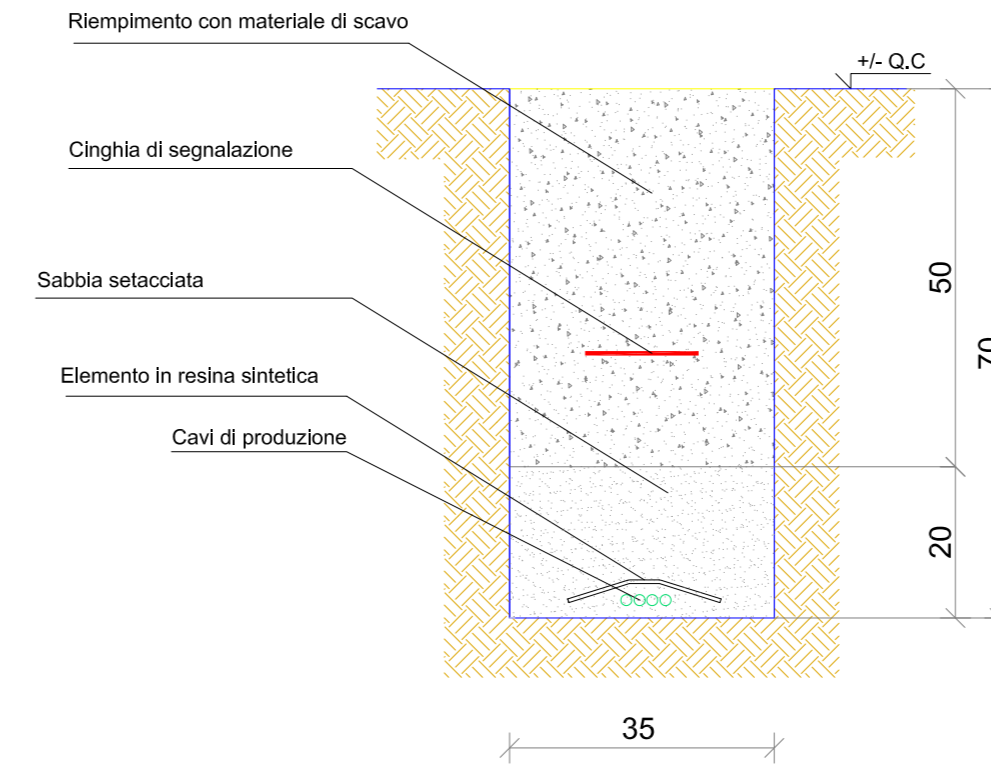 Riempimento con materiale di scavo
+/- Q.C
Cinghia di segnalazione
Sabbia setacciata
50
70
Elemento in resina sintetica
Cavi di produzione
20
35